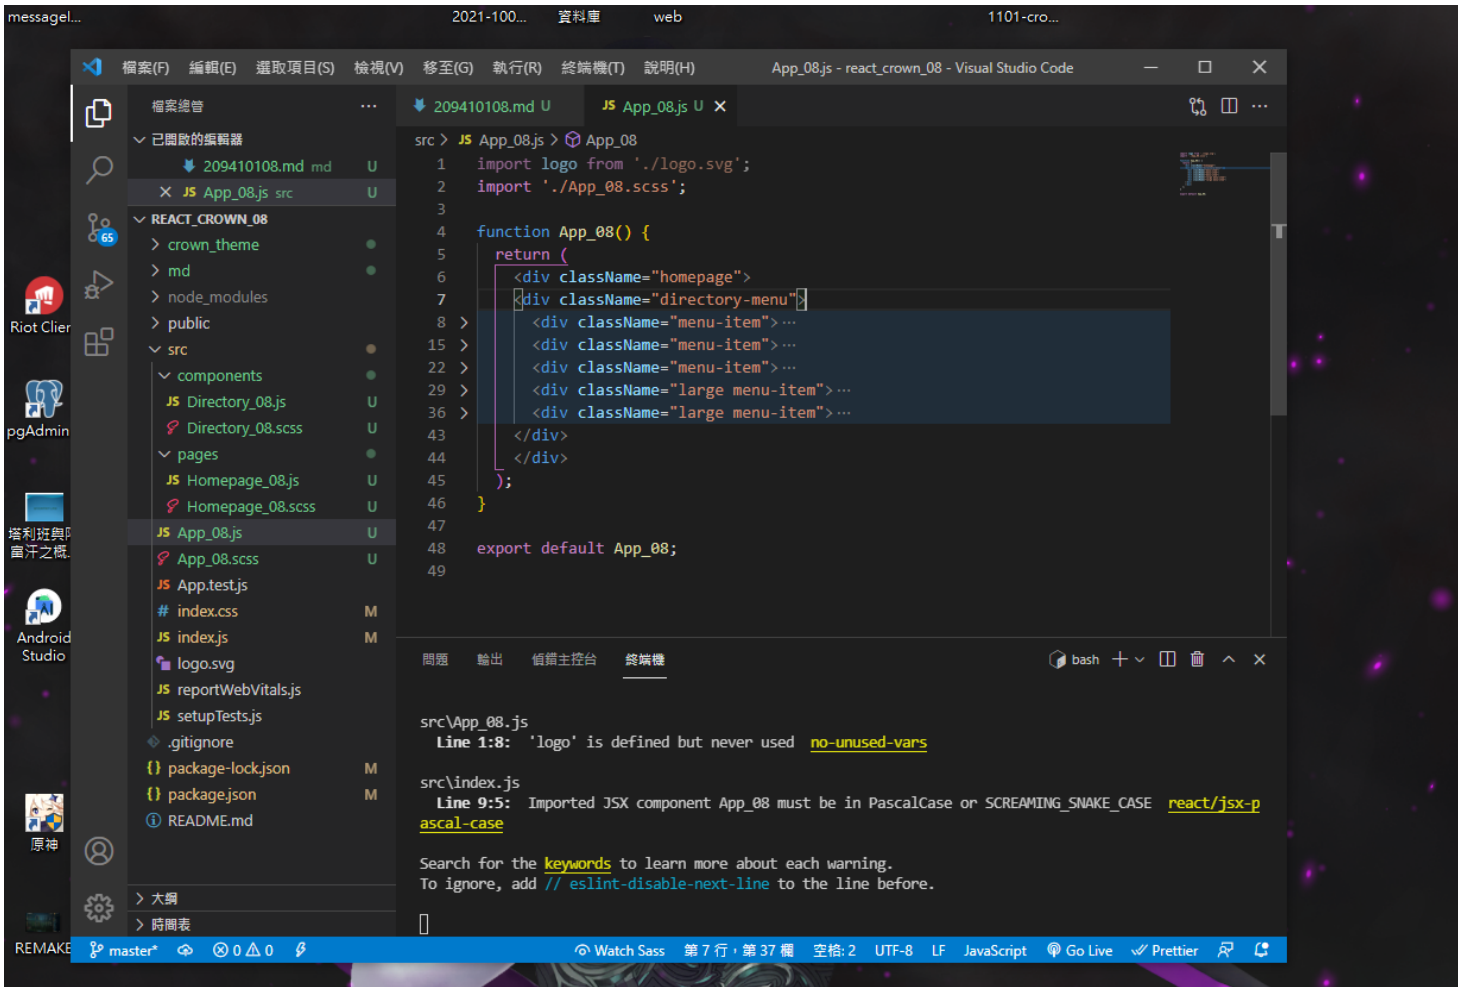 messagel...
2021-100...
資料庫
web
1101-cro...
檔案(F) 編輯(E) 選取項目(S) 檢視(V) 移至(G) 執行(R) 終端機(T) 說明(H)
App_08.js - react_crown_08 - Visual Studio Code
檔案總管
已開啟的編輯器
209410108.md md U
App_08.js src U
REACT_CROWN_08
crown_theme
md
node_modules
public
src
components
JS Directory_08.js U
Directory_08.scss U
pages
JS Homepage_08.js U
Homepage_08.scss U
JS App_08.js U
App_08.scss U
JS App.test.js
# index.css M
JS index.js M
logo.svg
JS reportWebVitals.js
JS setupTests.js
.gitignore
{} package-lock.json M
{} package.json M
README.md
大綱
時間表
65
209410108.md U
JS App_08.js U
src > JS App_08.js > App_08
1 import logo from './logo.svg';
2 import './App_08.scss';
3
4 function App_08() {
5 return (
6 <div className="homepage">
7 <div className="directory-menu">
8 <div className="menu-item">···
15 <div className="menu-item">···
22 <div className="menu-item">···
29 <div className="large menu-item">···
36 <div className="large menu-item">···
43 </div>
44 </div>
45 );
46 }
47
48 export default App_08;
49
問題 輸出 偵錯主控台 終端機
bash
src\App_08.js
Line 1:8: 'logo' is defined but never used no-unused-vars
src\index.js
Line 9:5: Imported JSX component App_08 must be in PascalCase or SCREAMING_SNAKE_CASE react/jsx-p
ascal-case
Search for the keywords to learn more about each warning.
To ignore, add // eslint-disable-next-line to the line before.
master* 0 0 Watch Sass 第 7 行，第 37 欄 空格: 2 UTF-8 LF JavaScript Go Live Prettier
Riot Clier
pgAdmin
塔利班與阿
富汗之概..
Android
Studio
原神
REMAKE